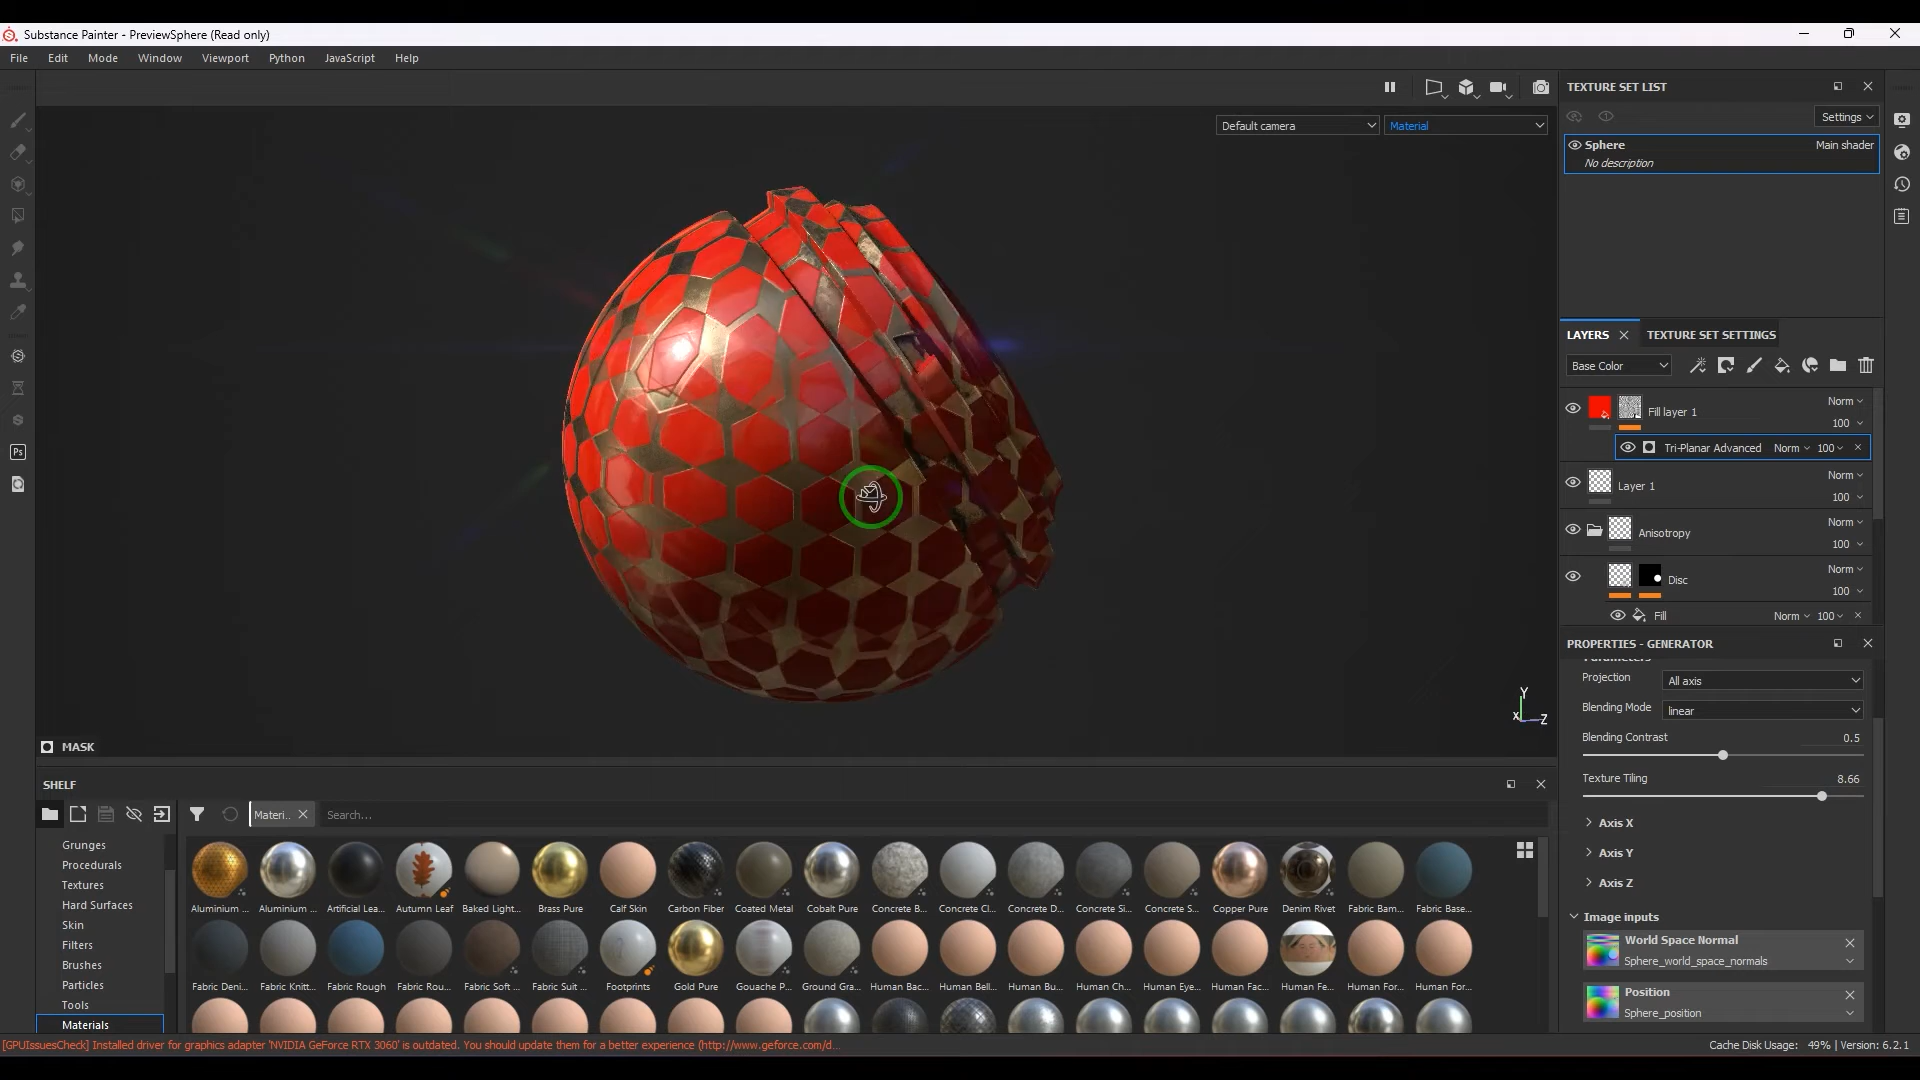 Substance Painter - PreviewSphere (Read only)
File Edit Mode Window Viewport Python JavaScript Help
Default camera
Material
MASK
Y
X Z
TEXTURE SET LIST
Settings
Sphere Main shader
No description
LAYERS TEXTURE SET SETTINGS
Base Color
Fill layer 1 Norm 100
Tri-Planar Advanced Norm 100
Layer 1 Norm 100
Anisotropy Norm 100
Disc Norm 100
Fill Norm 100
PROPERTIES - GENERATOR
Parameters
Projection All axis
Blending Mode linear
Blending Contrast 0.5
Texture Tiling 8.66
Axis X
Axis Y
Axis Z
Image inputs
World Space Normal
Sphere_world_space_normals
Position
Sphere_position
SHELF
Materi.. Search...
Grunges
Procedurals
Textures
Hard Surfaces
Skin
Filters
Brushes
Particles
Tools
Materials
Aluminium ... Aluminium ... Artificial Lea... Autumn Leaf Baked Light... Brass Pure Calf Skin Carbon Fiber Coated Metal Cobalt Pure Concrete B... Concrete Cl... Concrete D... Concrete Si... Concrete S... Copper Pure Denim Rivet Fabric Bam... Fabric Base...
Fabric Deni... Fabric Knitt... Fabric Rough Fabric Rou... Fabric Soft ... Fabric Suit ... Footprints Gold Pure Gouache P... Ground Gra... Human Bac... Human Bell... Human Bu... Human Ch... Human Eye... Human Fac... Human Fe... Human For... Human For...
[GPUIssuesCheck] Installed driver for graphics adapter 'NVIDIA GeForce RTX 3060' is outdated. You should update them for a better experience (http://www.geforce.com/d...
Cache Disk Usage: 49% | Version: 6.2.1